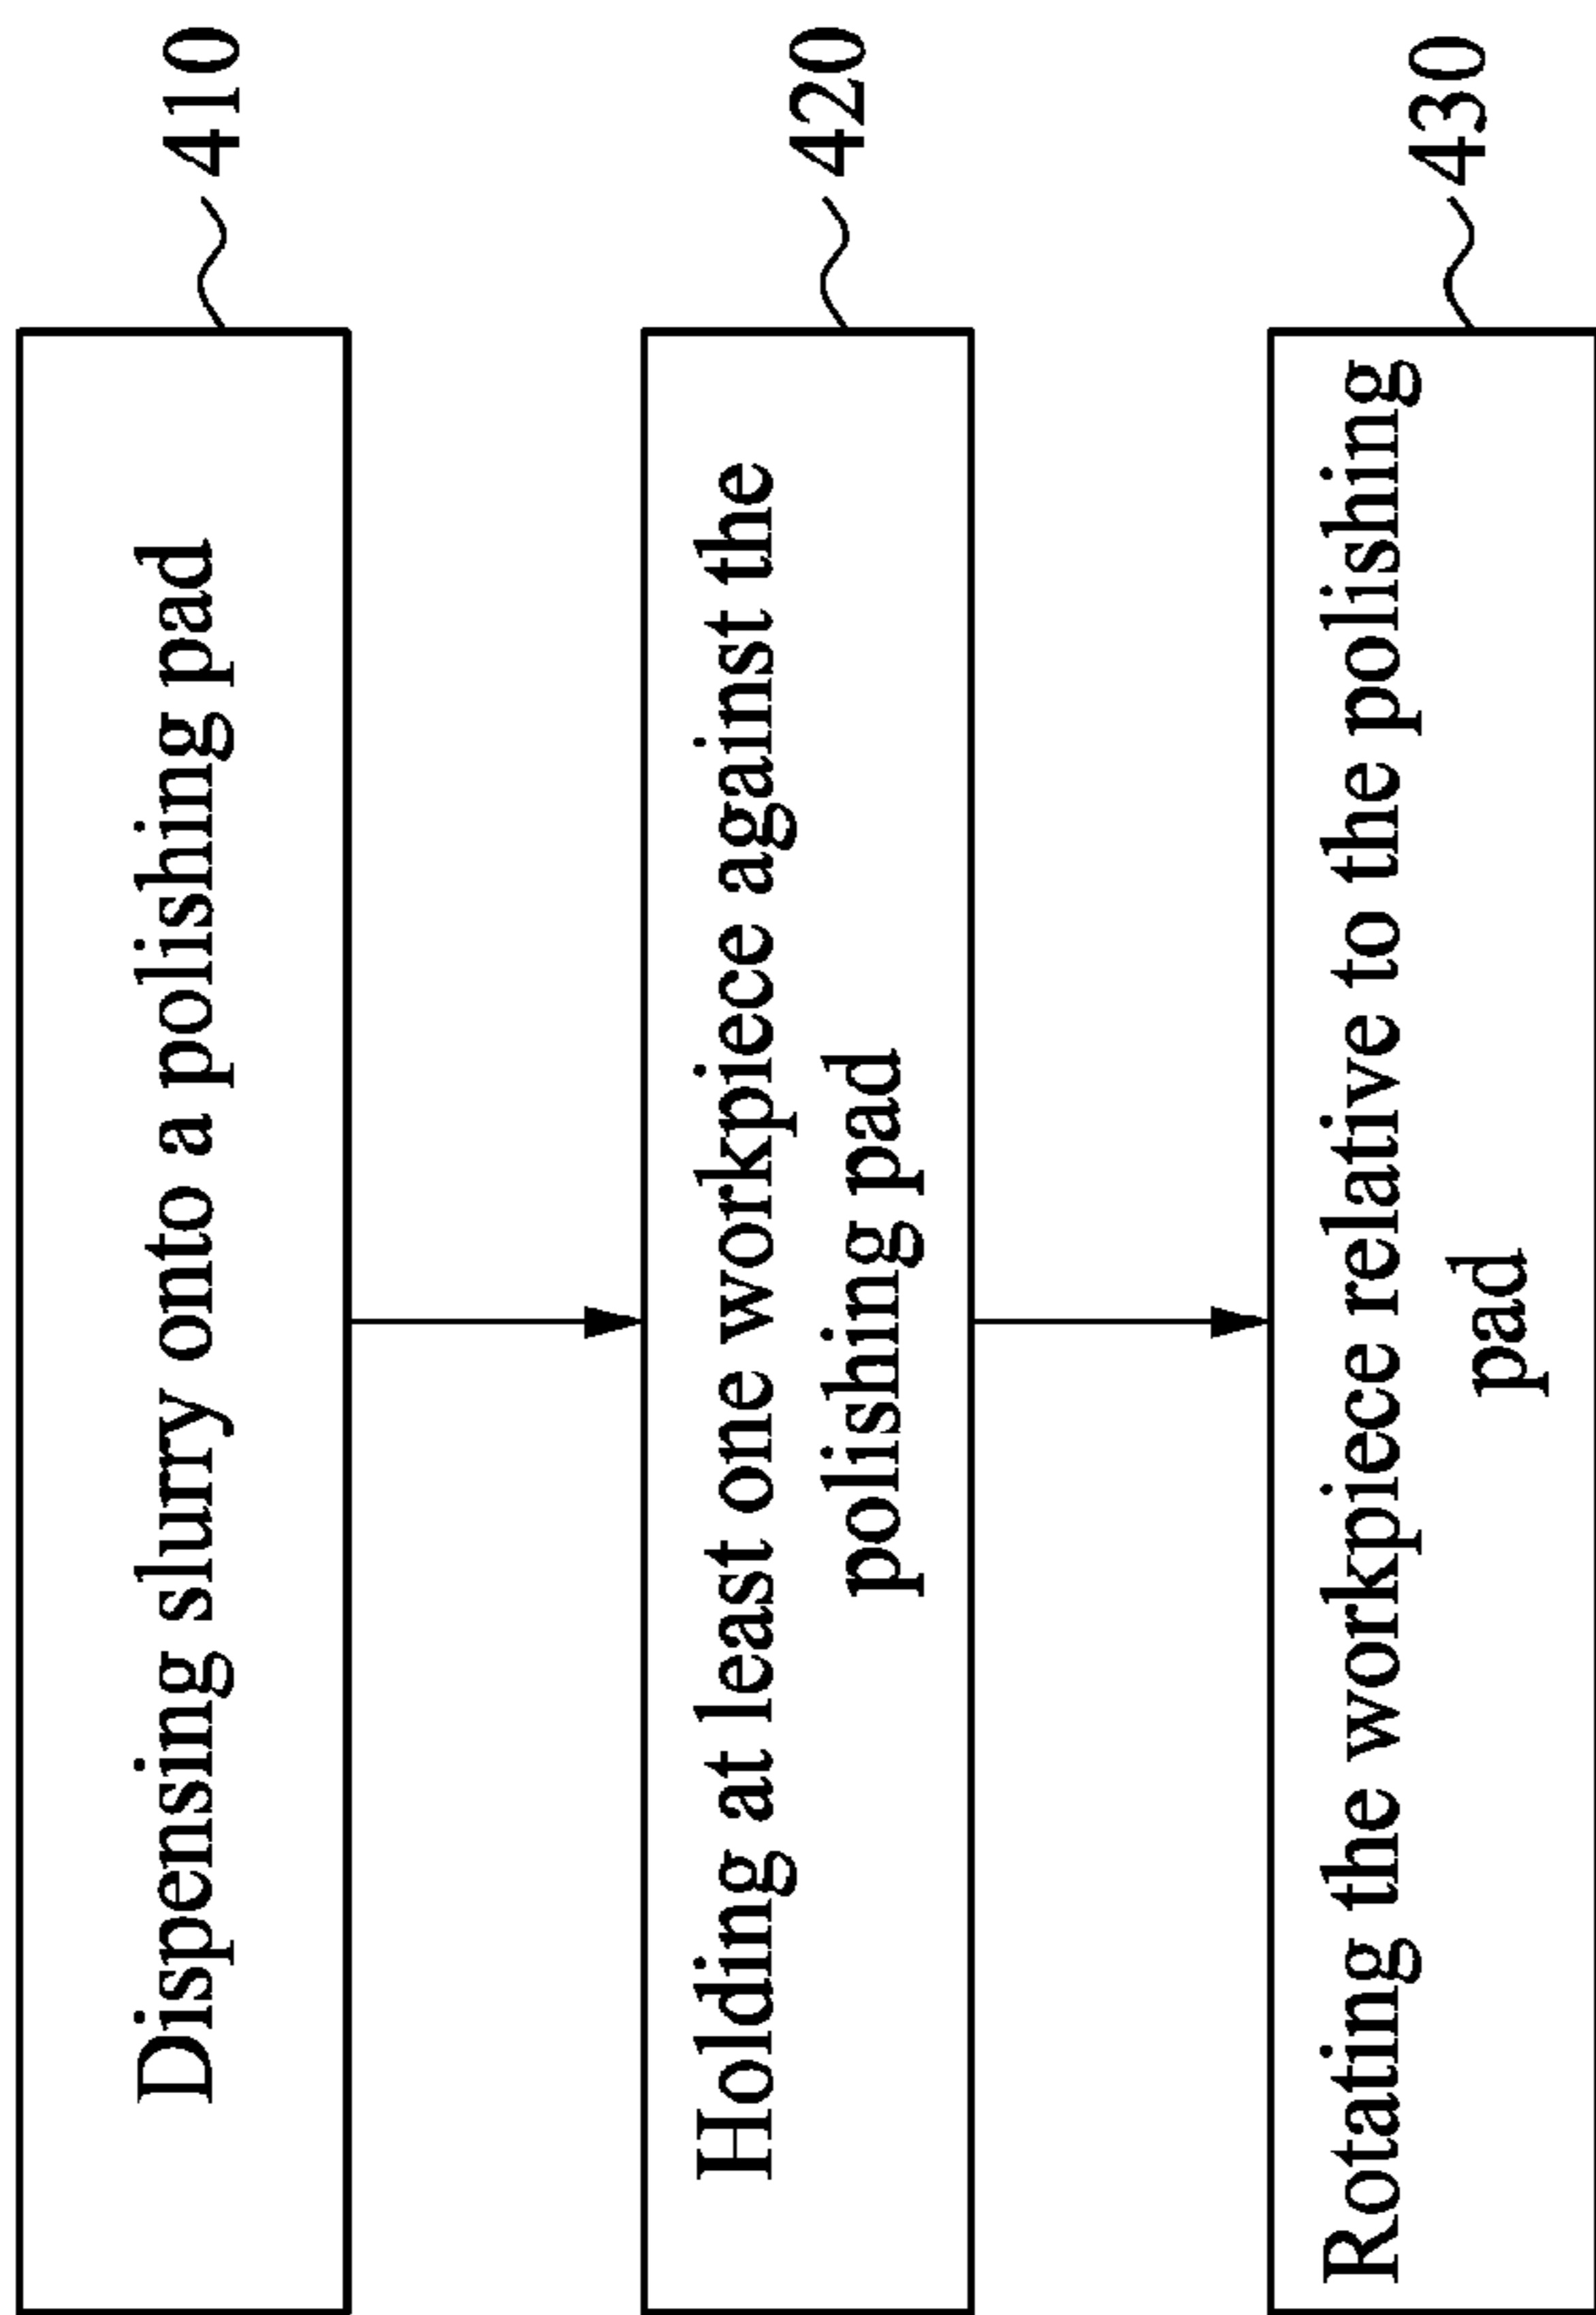 Dispensing slurry onto a polishing pad
410
Holding at least one workpiece against the
polishing pad
420
Rotating the workpiece relative to the polishing
pad
430